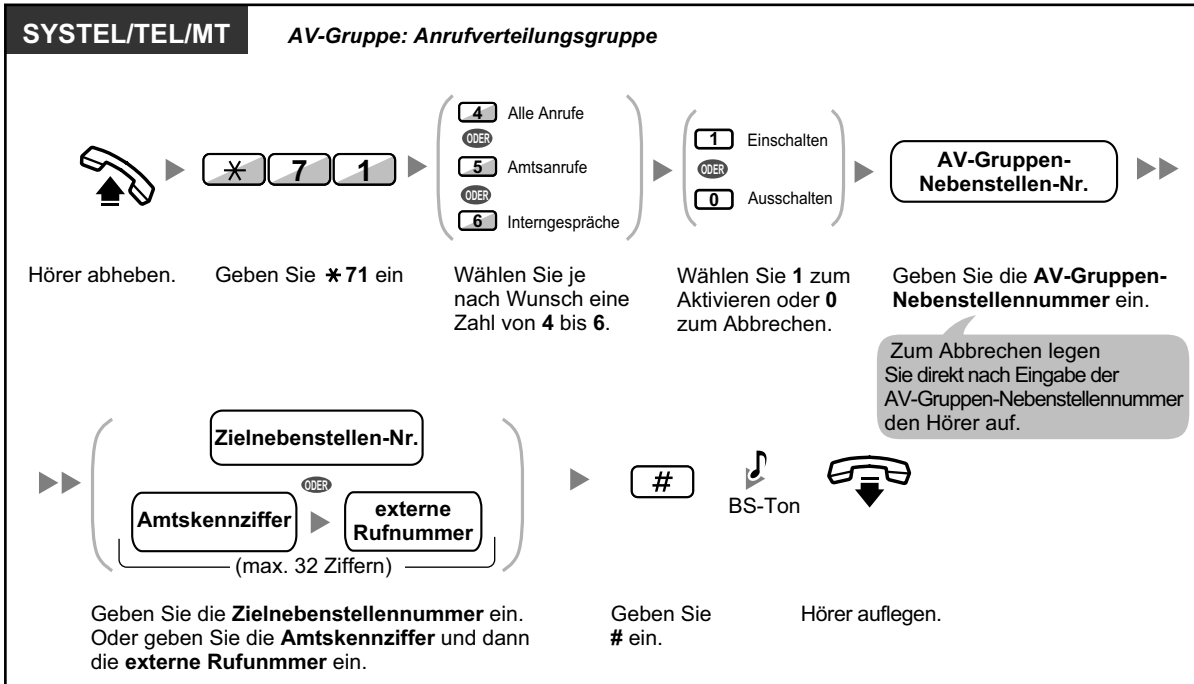 SYSTEL/TEL/MT
AV-Gruppe: Anrufverteilungsgruppe
4 Alle Anrufe
ODER
5 Amtsanrufe
ODER
6 Interngespräche
1 Einschalten
ODER
0 Ausschalten
AV-Gruppen-
Nebenstellen-Nr.
* 7 1
Hörer abheben.
Geben Sie *71 ein
Wählen Sie je
nach Wunsch eine
Zahl von 4 bis 6.
Wählen Sie 1 zum
Aktivieren oder 0
zum Abbrechen.
Geben Sie die AV-Gruppen-
Nebenstellennummer ein.
Zum Abbrechen legen
Sie direkt nach Eingabe der
AV-Gruppen-Nebenstellennummer
den Hörer auf.
Zielnebenstellen-Nr.
ODER
Amtskennziffer
externe
Rufnummer
(max. 32 Ziffern)
#
BS-Ton
Geben Sie die Zielnebenstellennummer ein.
Oder geben Sie die Amtskennziffer und dann
die externe Rufunmmer ein.
Geben Sie
# ein.
Hörer auflegen.